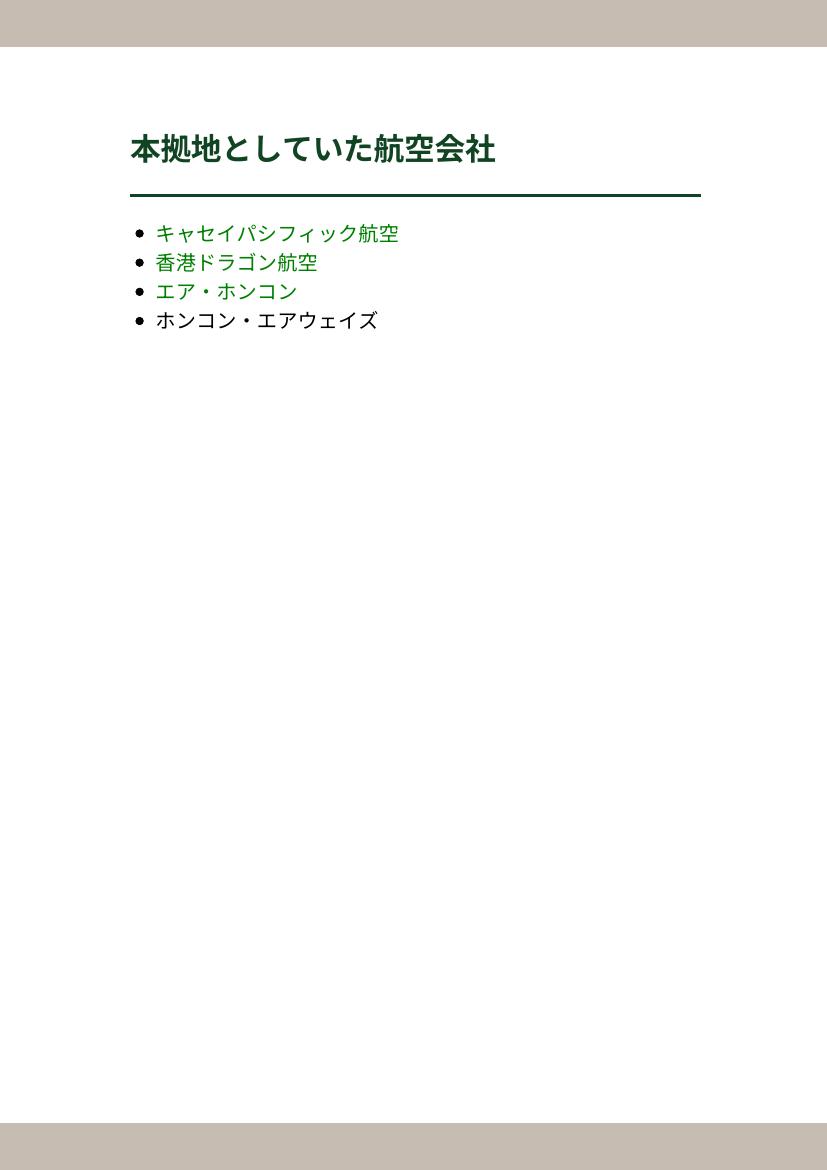 本拠地としていた航空会社
キャセイパシフィック航空
香港ドラゴン航空
エア・ホンコン
ホンコン・エアウェイズ